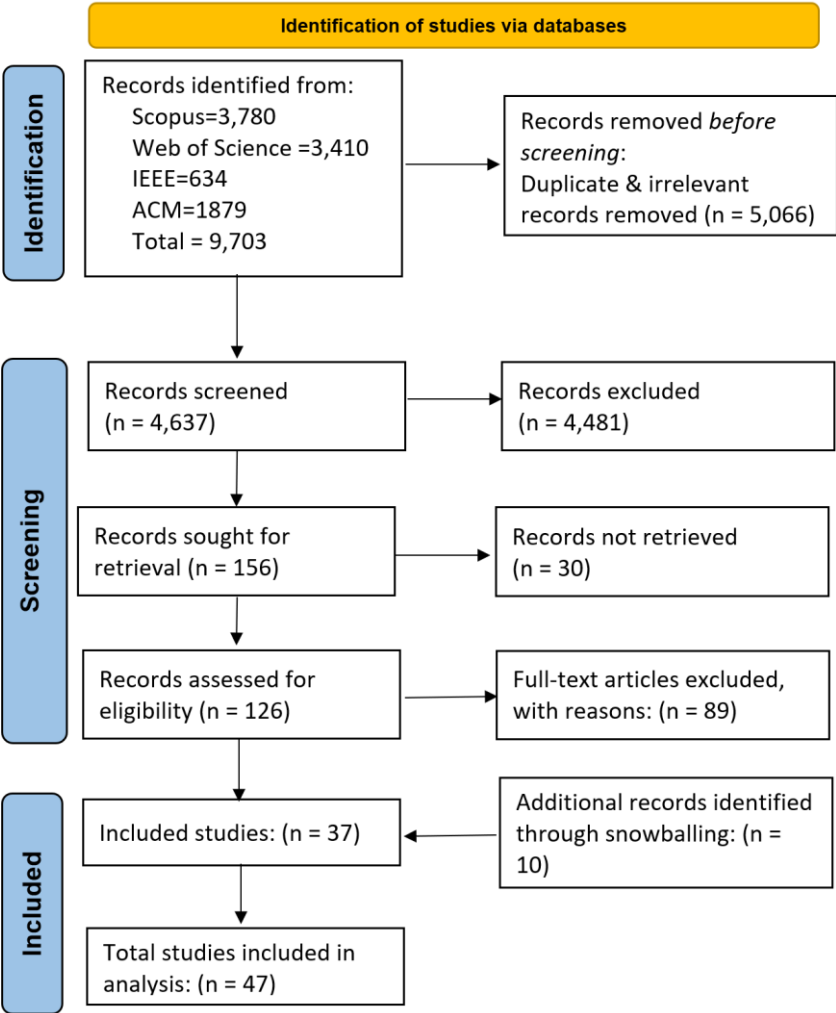 Identification of studies via databases
Identification
Records identified from:
Scopus=3,780
Web of Science =3,410
IEEE=634
ACM=1879
Total = 9,703
Records removed before
screening:
Duplicate & irrelevant
records removed (n = 5,066)
Screening
Records screened
(n = 4,637)
Records excluded
(n = 4,481)
Records sought for
retrieval (n = 156)
Records not retrieved
(n = 30)
Records assessed for
eligibility (n = 126)
Full-text articles excluded,
with reasons: (n = 89)
Included
Included studies: (n = 37)
Additional records identified
through snowballing: (n =
10)
Total studies included in
analysis: (n = 47)